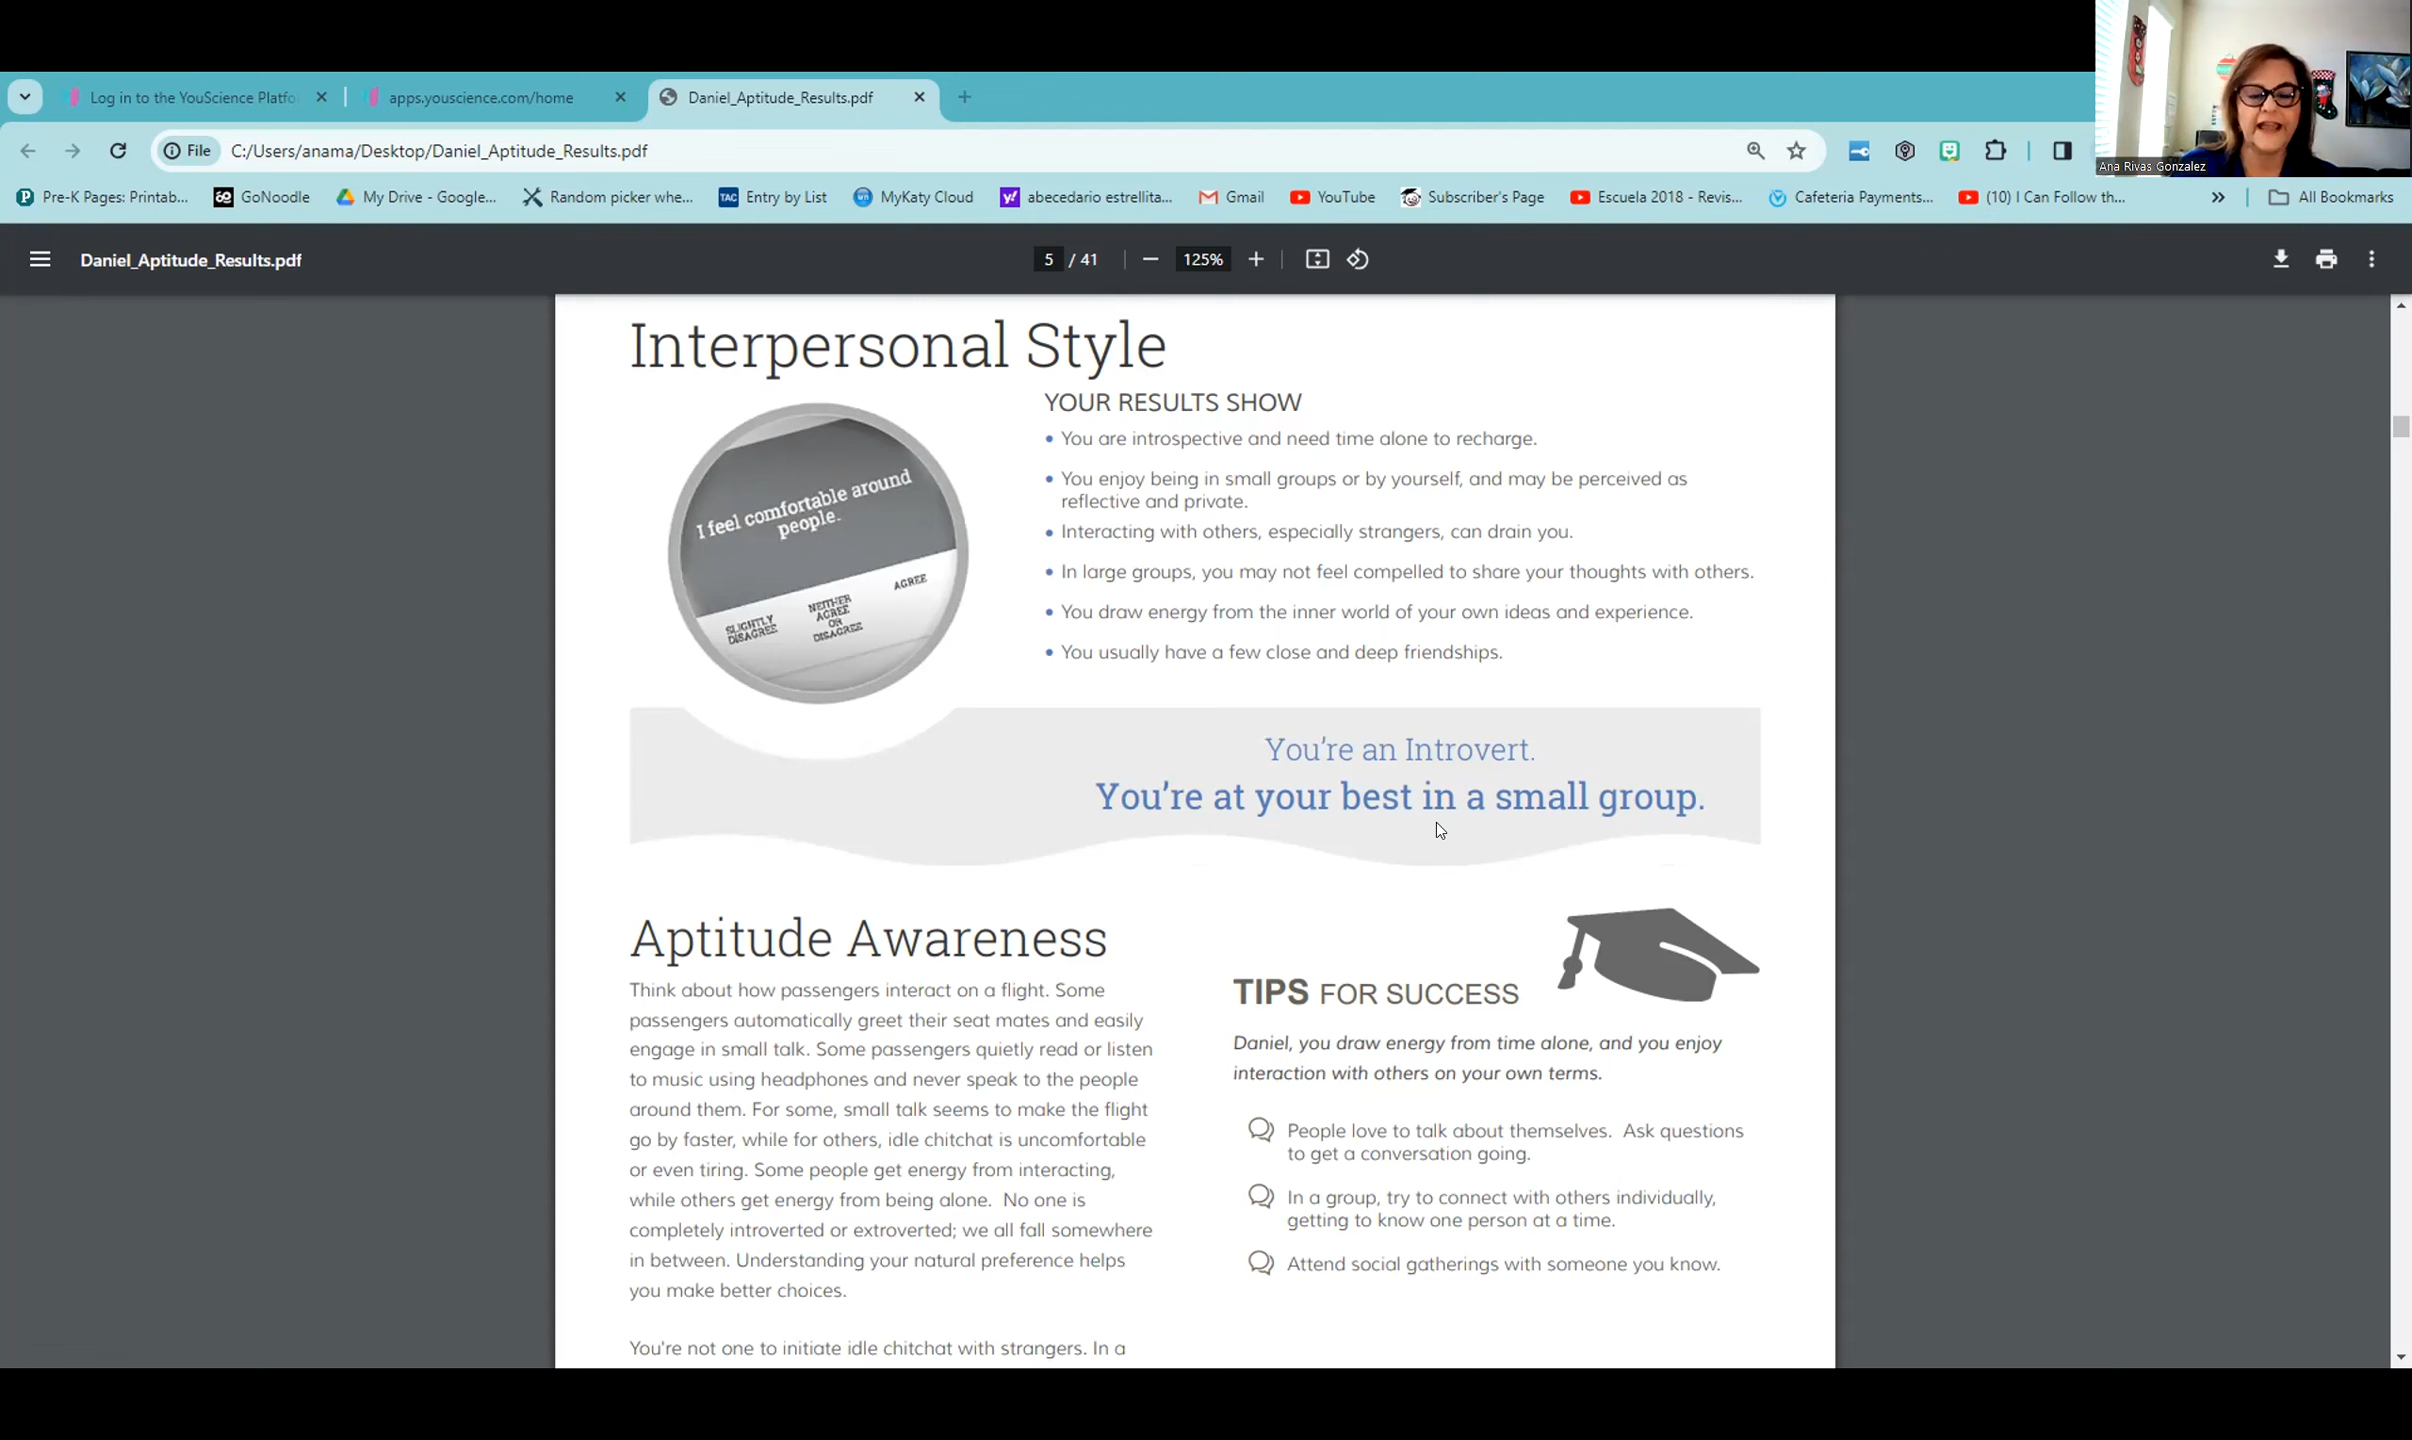 Log in to the YouScience Platfo
apps.youscience.com/home
Daniel_Aptitude_Results.pdf
File
C:/Users/anama/Desktop/Daniel_Aptitude_Results.pdf
Ana Rivas Gonzalez
Pre-K Pages: Printab...
GoNoodle
My Drive - Google...
Random picker whe...
TAC
Entry by List
MyKaty Cloud
abecedario estrellita...
Gmail
YouTube
Subscriber's Page
Escuela 2018 - Revis...
Cafeteria Payments...
(10) I Can Follow th...
All Bookmarks
Daniel_Aptitude_Results.pdf
5 / 41
125%
Interpersonal Style
I feel comfortable around
people.
SLIGHTLY
DISAGREE
NEITHER
AGREE
OR
DISAGREE
AGREE
YOUR RESULTS SHOW
• You are introspective and need time alone to recharge.
• You enjoy being in small groups or by yourself, and may be perceived as
reflective and private.
• Interacting with others, especially strangers, can drain you.
• In large groups, you may not feel compelled to share your thoughts with others.
• You draw energy from the inner world of your own ideas and experience.
• You usually have a few close and deep friendships.
You're an Introvert.
You're at your best in a small group.
Aptitude Awareness
Think about how passengers interact on a flight. Some
passengers automatically greet their seat mates and easily
engage in small talk. Some passengers quietly read or listen
to music using headphones and never speak to the people
around them. For some, small talk seems to make the flight
go by faster, while for others, idle chitchat is uncomfortable
or even tiring. Some people get energy from interacting,
while others get energy from being alone. No one is
completely introverted or extroverted; we all fall somewhere
in between. Understanding your natural preference helps
you make better choices.
You're not one to initiate idle chitchat with strangers. In a
TIPS FOR SUCCESS
Daniel, you draw energy from time alone, and you enjoy
interaction with others on your own terms.
People love to talk about themselves. Ask questions
to get a conversation going.
In a group, try to connect with others individually,
getting to know one person at a time.
Attend social gatherings with someone you know.